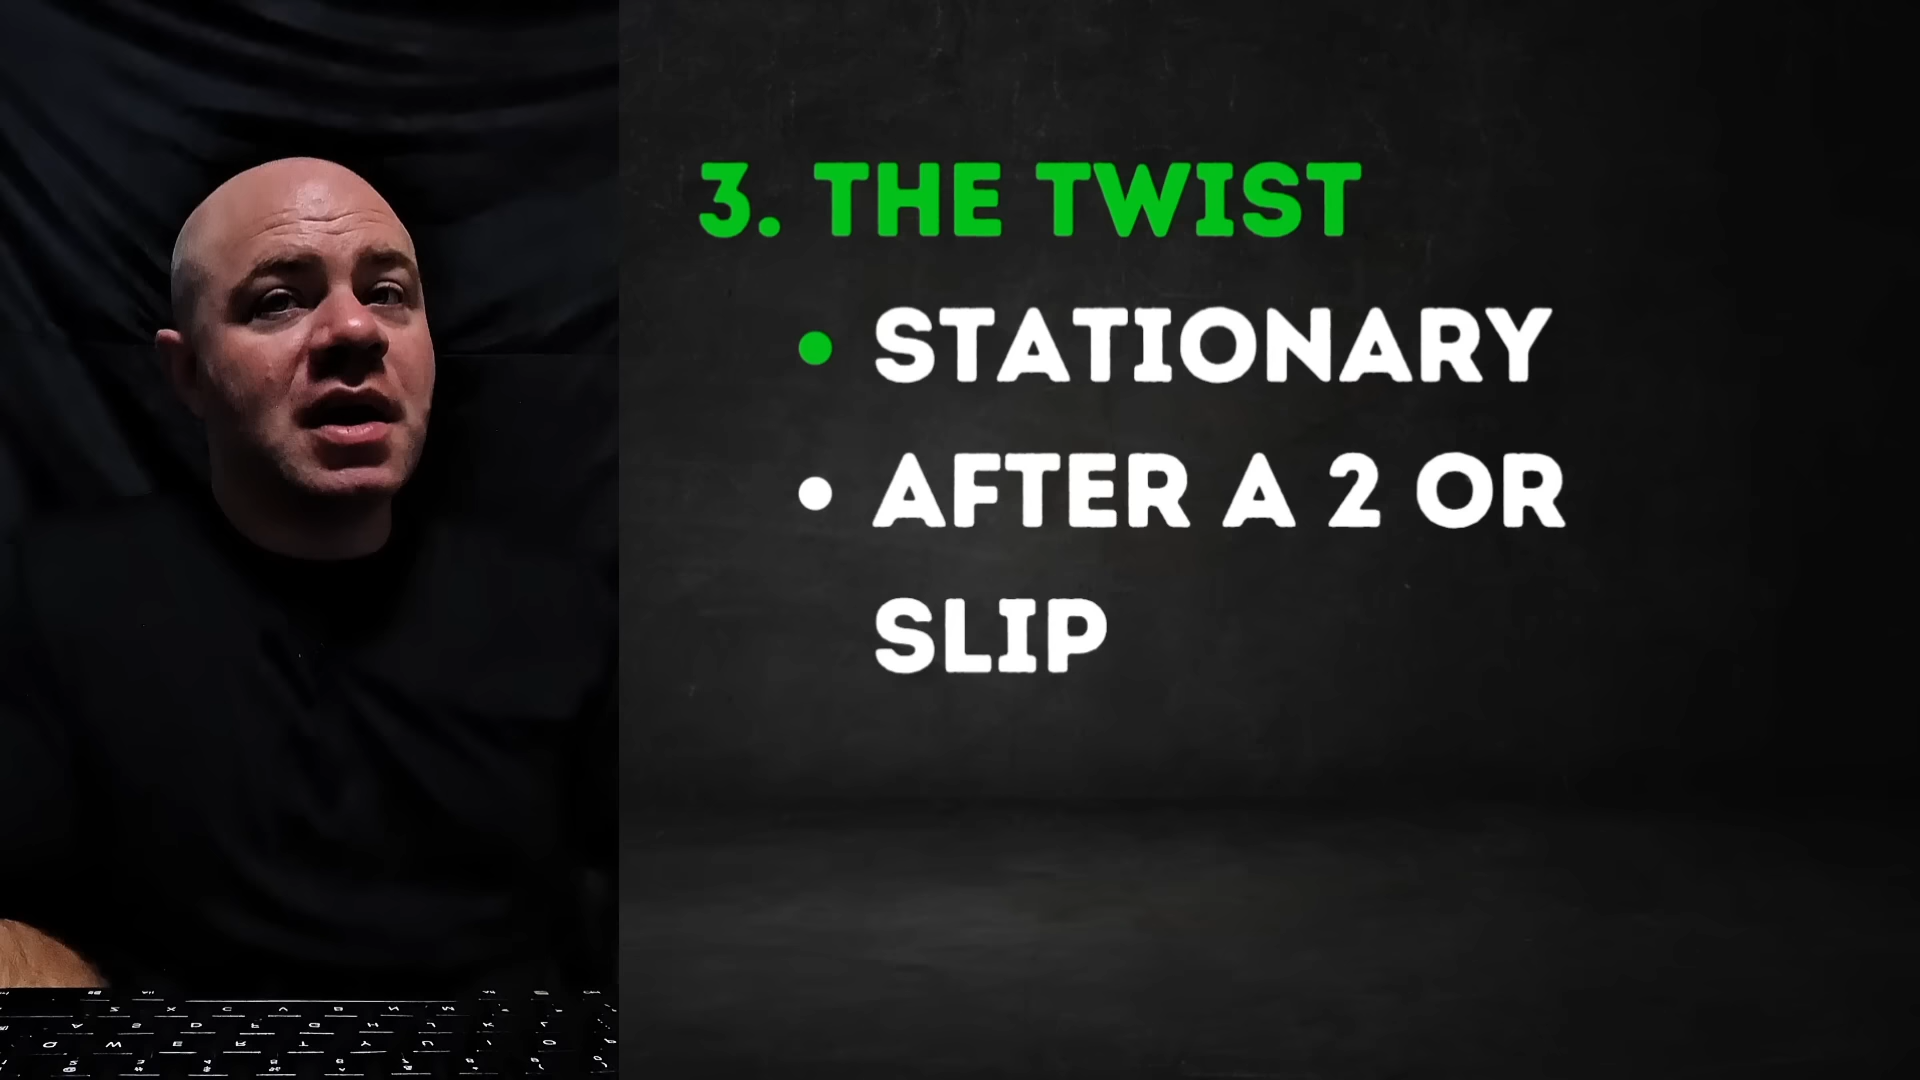 3. THE TWIST
• STATIONARY
• AFTER A 2 OR
SLIP